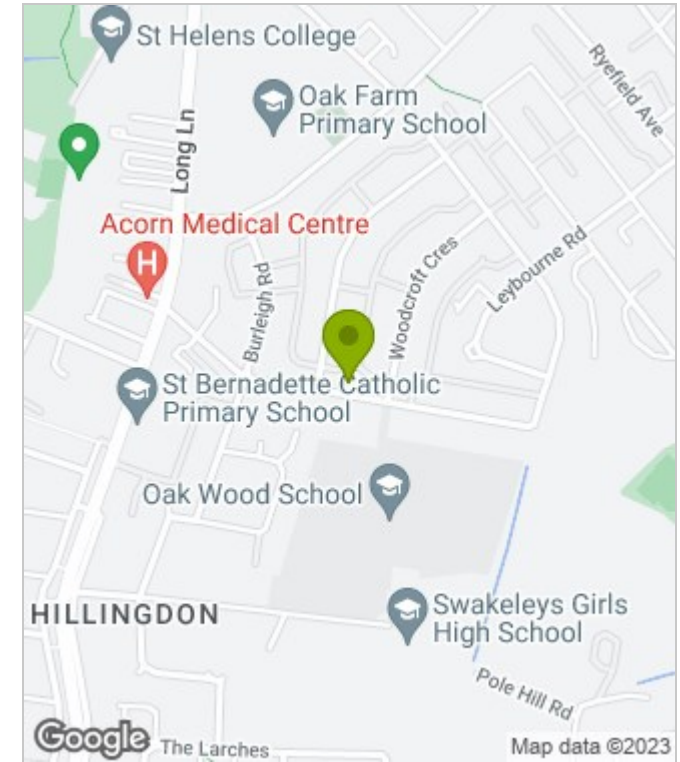 St Helens College
Oak Farm
Primary School
Ryefield Ave
Long Ln
Acorn Medical Centre
H
Woodcroft Cres
Leybourne Rd
Burleigh Rd
St Bernadette Catholic
Primary School
Oak Wood School
HILLINGDON
Swakeleys Girls
High School
Pole Hill Rd
Google
The Larches
Map data ©2023